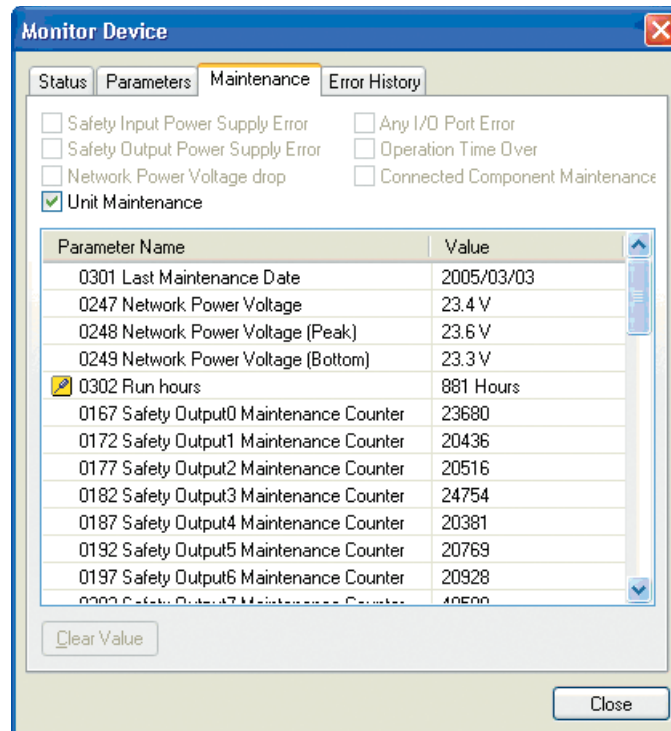 Monitor Device
Status Parameters Maintenance Error History
Safety Input Power Supply Error Any I/O Port Error
Safety Output Power Supply Error Operation Time Over
Network Power Voltage drop Connected Component Maintenance
Unit Maintenance
Parameter Name Value
0301 Last Maintenance Date 2005/03/03
0247 Network Power Voltage 23.4 V
0248 Network Power Voltage (Peak) 23.6 V
0249 Network Power Voltage (Bottom) 23.3 V
0302 Run hours 881 Hours
0167 Safety Output0 Maintenance Counter 23680
0172 Safety Output1 Maintenance Counter 20436
0177 Safety Output2 Maintenance Counter 20516
0182 Safety Output3 Maintenance Counter 24754
0187 Safety Output4 Maintenance Counter 20381
0192 Safety Output5 Maintenance Counter 20769
0197 Safety Output6 Maintenance Counter 20928
Safety Output7 Maintenance Counter
Clear Value
Close